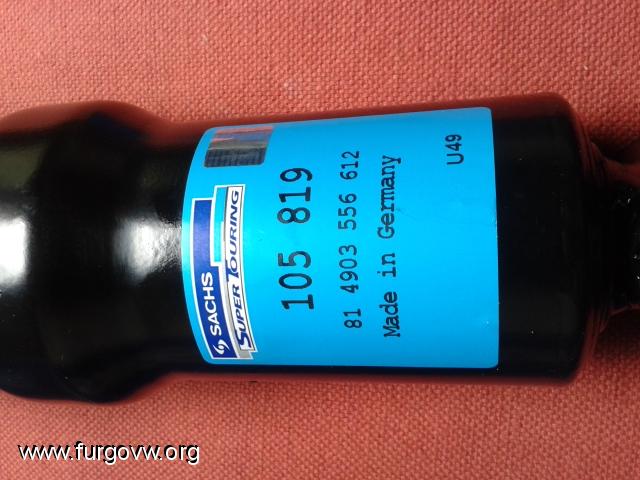 SACHS
SUPER TOURING
105 819
81 4903 556 612
Made in Germany
U49
www.furgovw.org